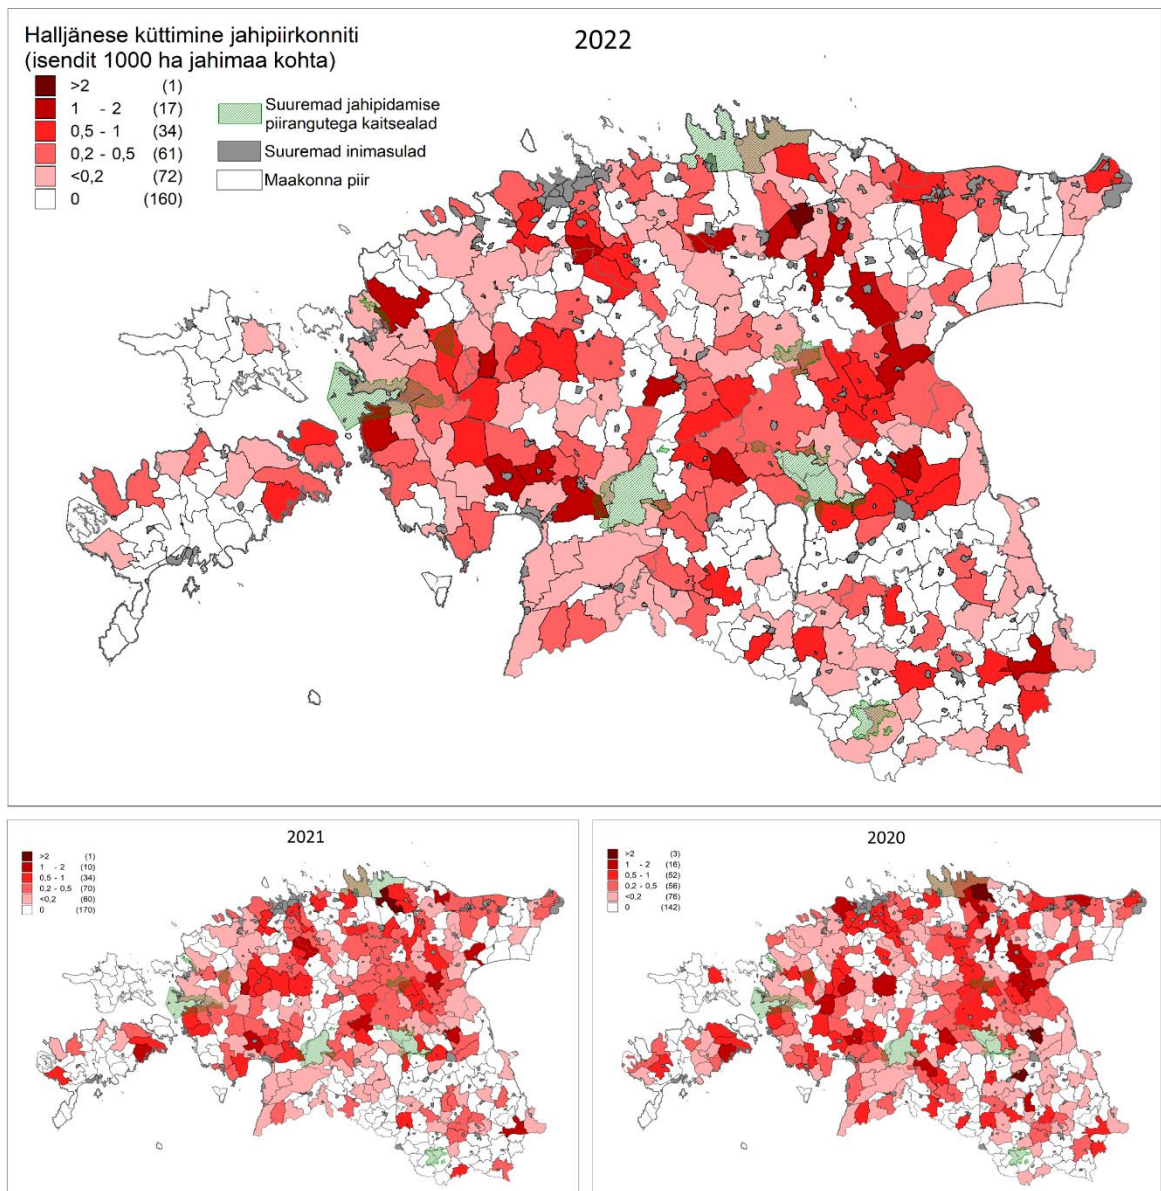 Halljänese küttimine jahipiirkonniti
(isendit 1000 ha jahimaa kohta)
2022
>2 (1)
1 - 2 (17)
0,5 - 1 (34)
0,2 - 0,5 (61)
<0,2 (72)
0 (160)
Suuremad jahipidamise
piirangutega kaitsealad
Suuremad inimasulad
Maakonna piir
2021
>2 (1)
1 - 2 (10)
0,5 - 1 (34)
0,2 - 0,5 (70)
<0,2 (60)
0 (170)
2020
>2 (3)
1 - 2 (16)
0,5 - 1 (52)
0,2 - 0,5 (56)
<0,2 (76)
0 (142)